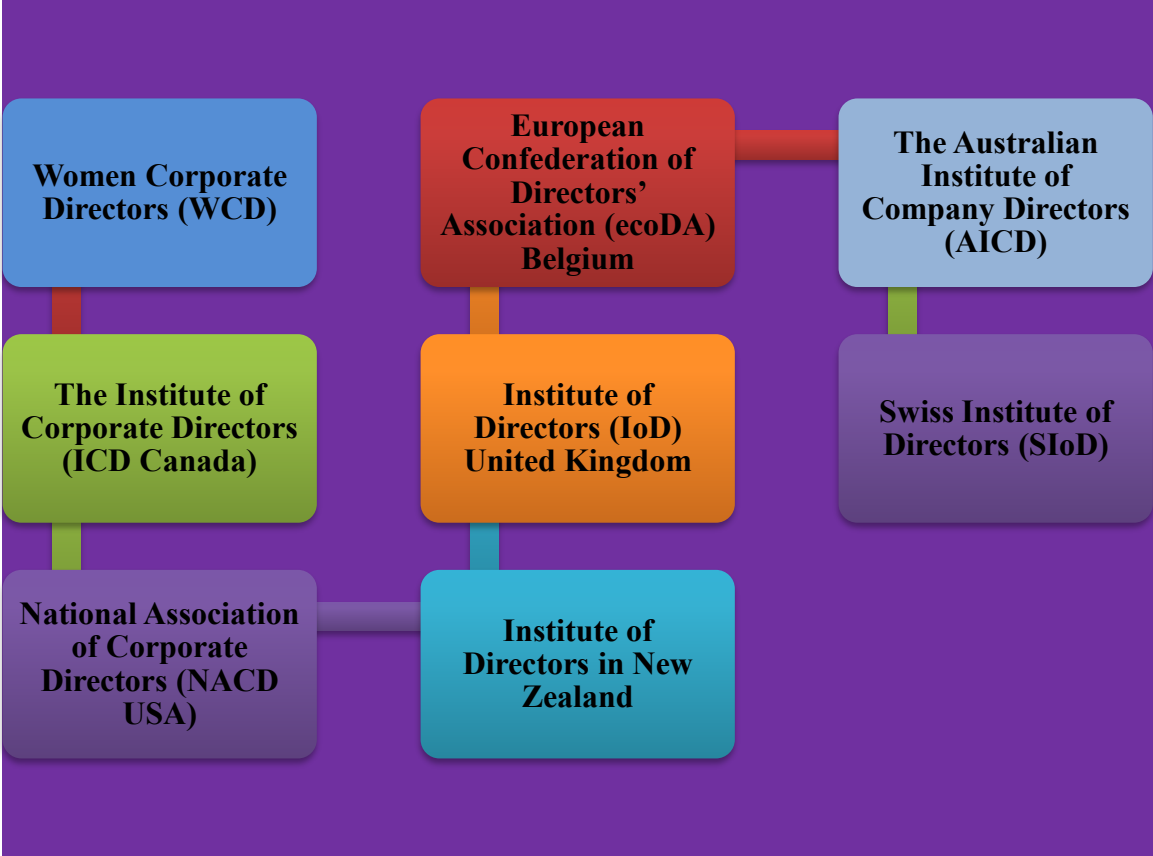 Women Corporate
Directors (WCD)
The Institute of
Corporate Directors
(ICD Canada)
National Association
of Corporate
Directors (NACD
USA)
Institute of
Directors in New
Zealand
Institute of
Directors (IoD)
United Kingdom
European
Confederation of
Directors’
Association (ecoDA)
Belgium
The Australian
Institute of
Company Directors
(AICD)
Swiss Institute of
Directors (SIoD)